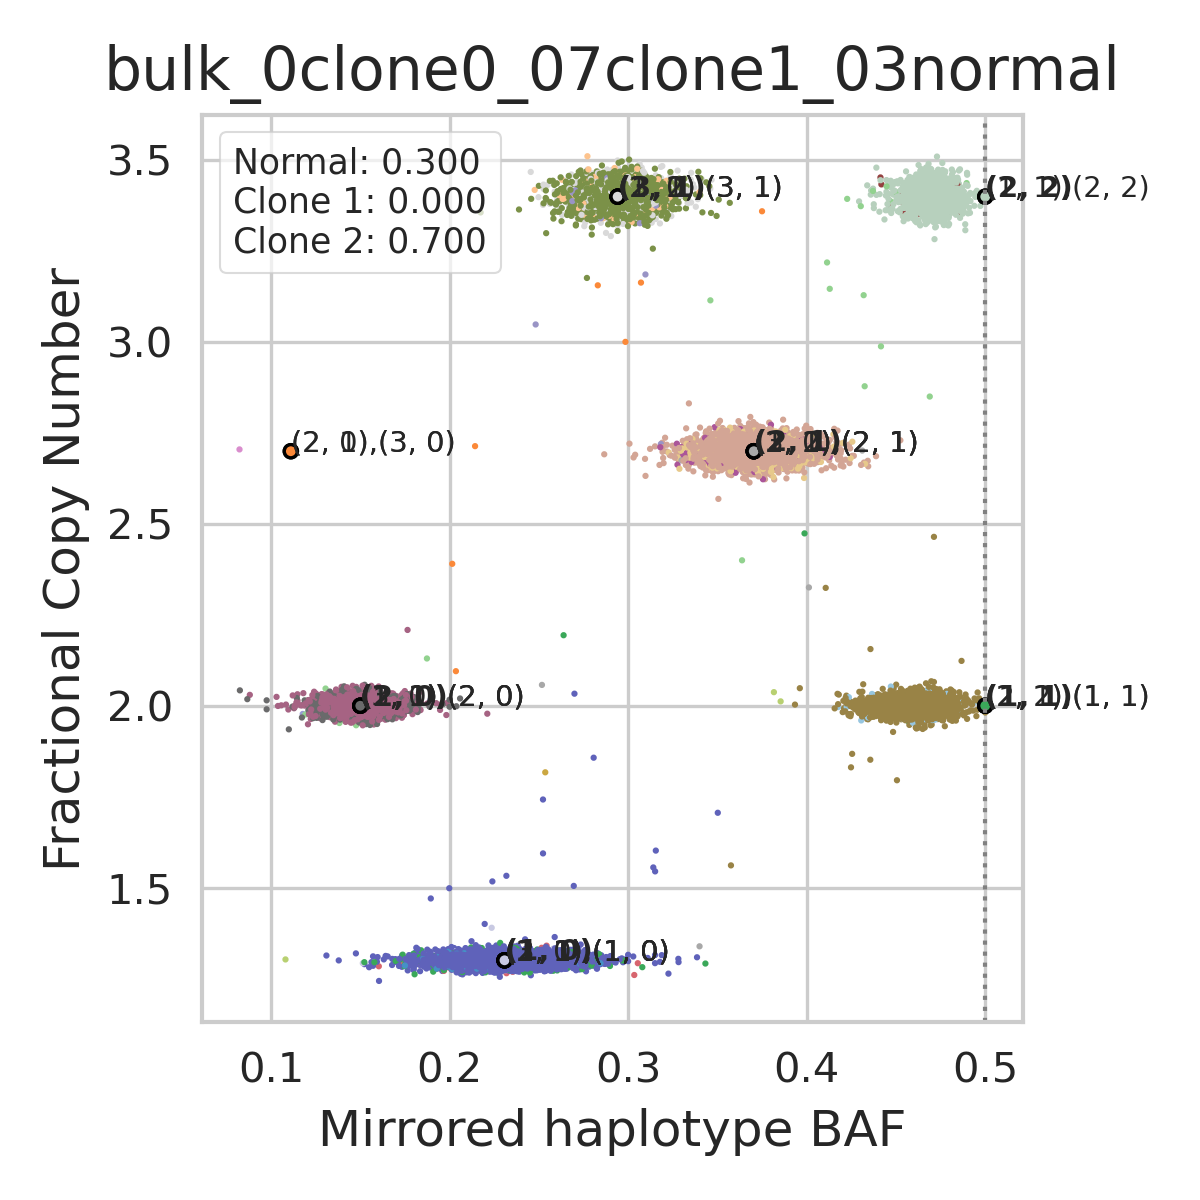 bulk_0clone0_07clone1_03normal
Normal: 0.300
Clone 1: 0.000
Clone 2: 0.700
3.5
3.0
2.5
2.0
1.5
(3, 1)
(2, 2)
(2, 1)
(3, 0)
(2, 0)
(1, 1)
(1, 0)
0.1
0.2
0.3
0.4
0.5
Mirrored haplotype BAF
Fractional Copy Number